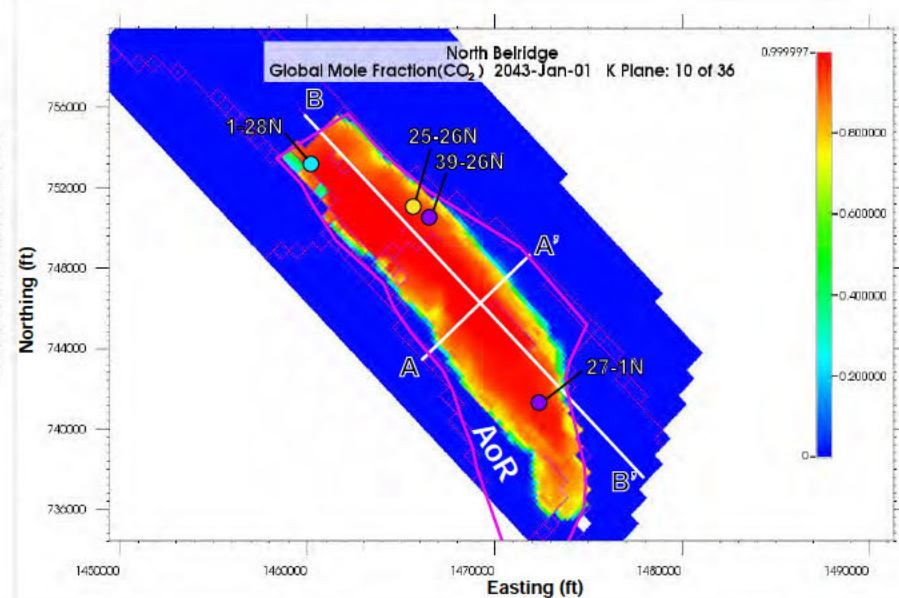 North Belridge
Global Mole Fraction(CO₂) 2043-Jan-01 K Plane: 10 of 36
0.999997
0.800000
0.600000
0.400000
0.200000
0
B
1-28N
25-26N
39-26N
A'
A
27-1N
AoR
B'
Northing (ft)
756000
752000
748000
744000
740000
736000
1450000
1460000
1470000
1480000
1490000
Easting (ft)